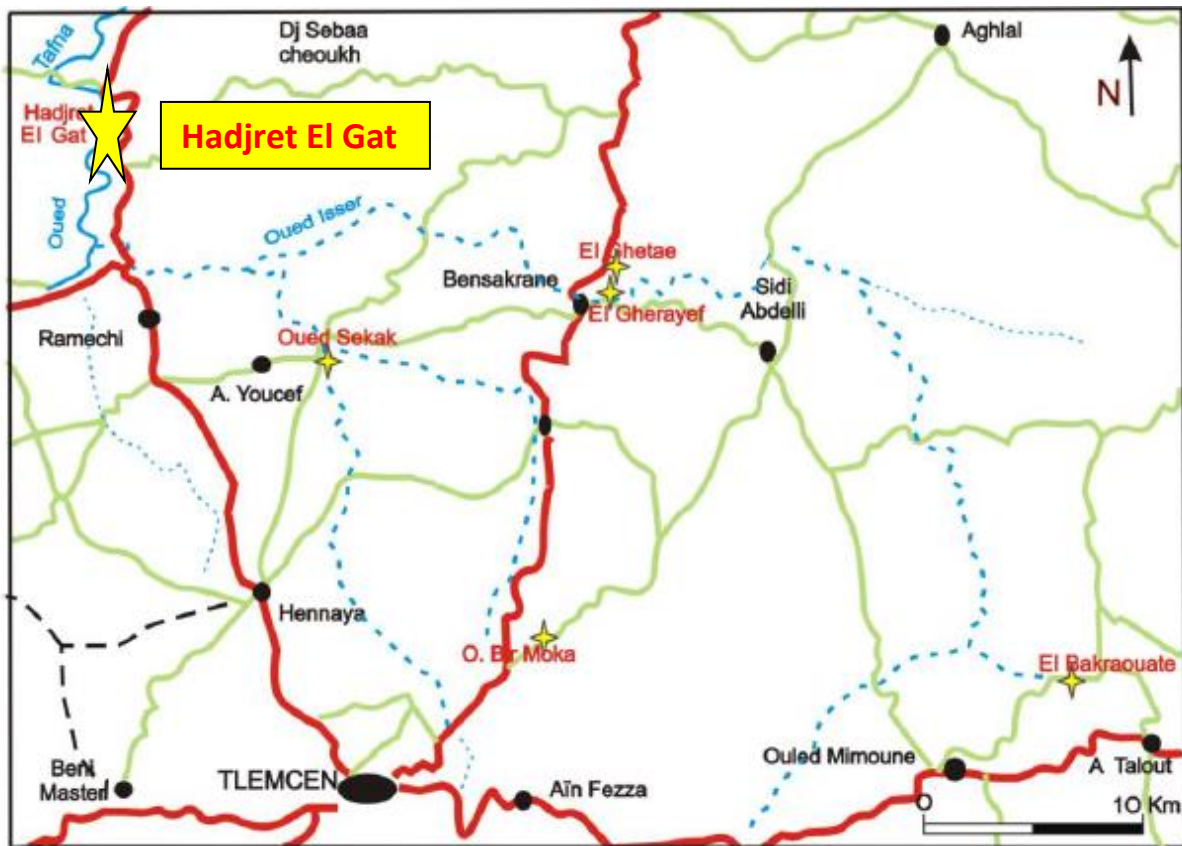 Tafna
Dj Sebaa
cheoukh
Aghlal
N
Hadjret
El Gat
Hadjret El Gat
Oued
Oued Isser
El Ghetae
Bensakrane
El Gherayef
Sidi
Abdelli
Ramechi
Oued Sekak
A. Youcef
Hennaya
O. Bir Moka
El Bakraouate
Beni
Master
TLEMCEN
Aïn Fezza
Ouled Mimoune
A Talout
0
10 Km